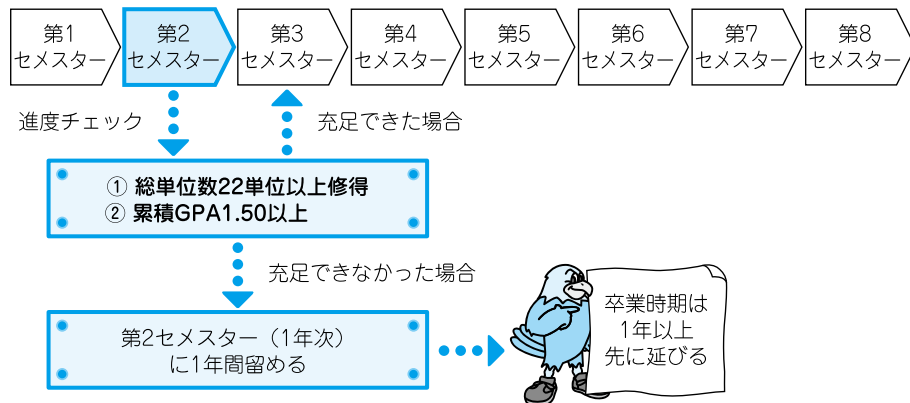 第1
セメスター
第2
セメスター
第3
セメスター
第4
セメスター
第5
セメスター
第6
セメスター
第7
セメスター
第8
セメスター
進度チェック
充足できた場合
① 総単位数22単位以上修得
② 累積GPA1.50以上
充足できなかった場合
第2セメスター（1年次）
に1年間留める
卒業時期は
1年以上
先に延びる